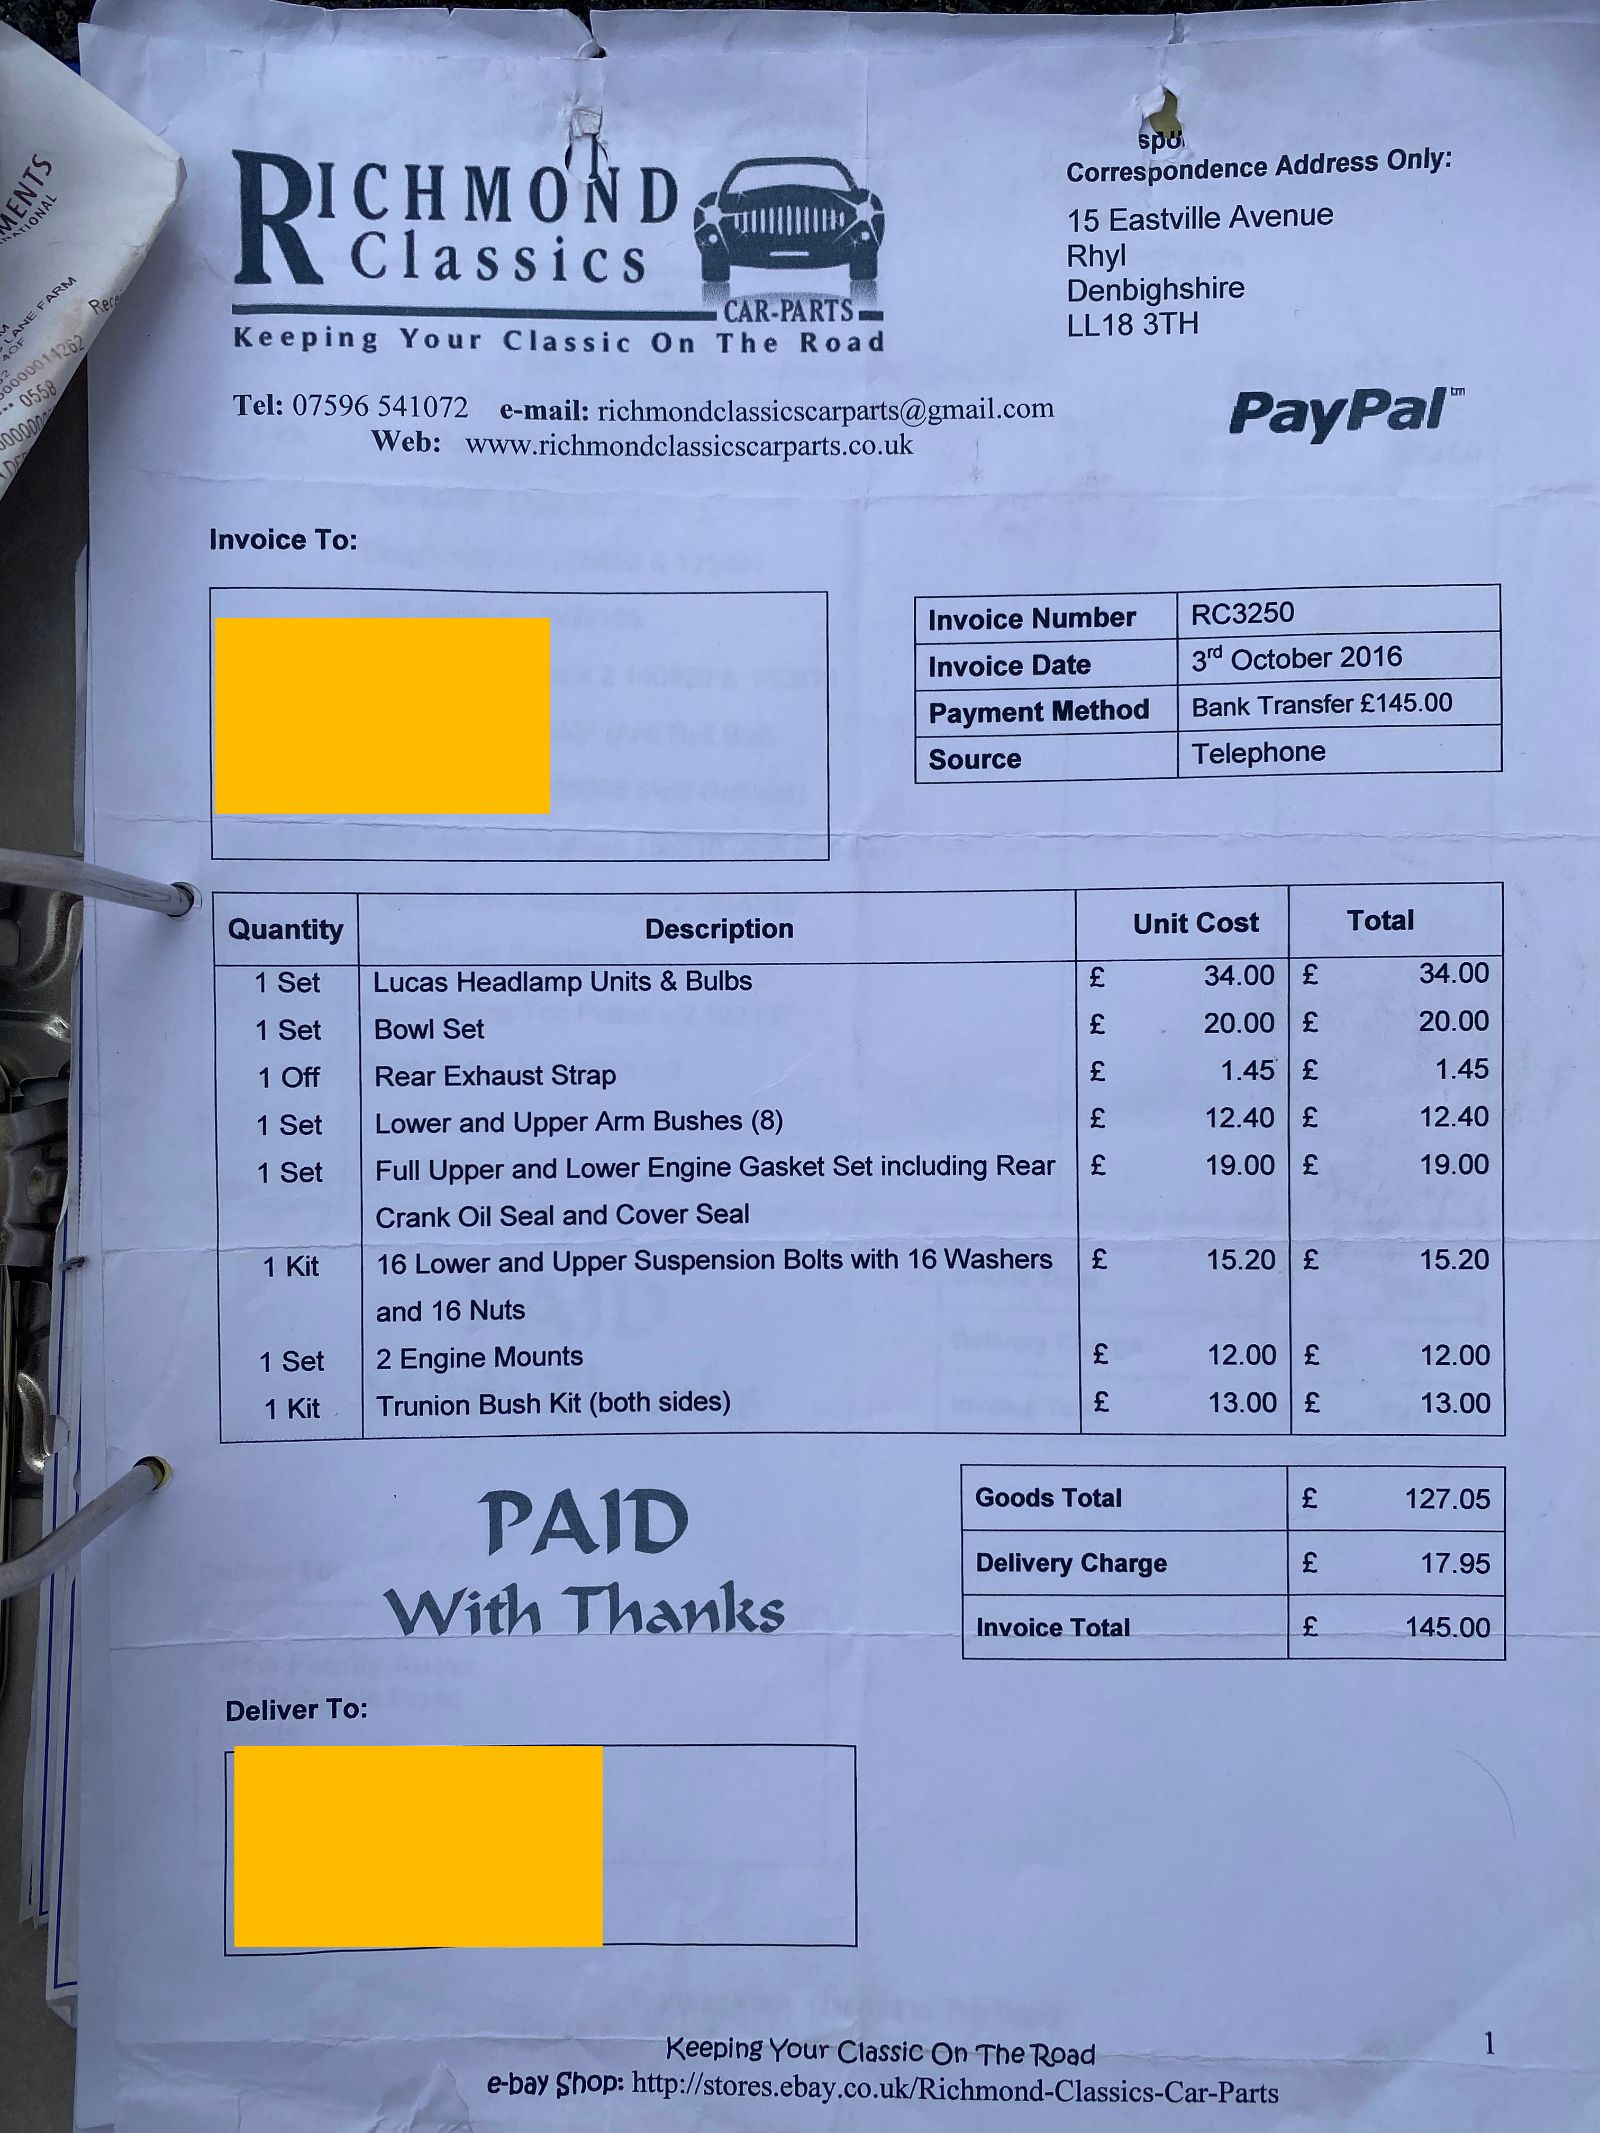 MENTS
NATIONAL
LANE FARM
Rece
0558
spo
RICHMOND
Classics
CAR-PARTS
Keeping Your Classic On The Road
Correspondence Address Only:
15 Eastville Avenue
Rhyl
Denbighshire
LL18 3TH
Tel: 07596 541072 e-mail: richmondclassicscarparts@gmail.com
Web: www.richmondclassicscarparts.co.uk
PayPal™
Invoice To:
Invoice Number RC3250
Invoice Date 3rd October 2016
Payment Method Bank Transfer £145.00
Source Telephone
Quantity Description Unit Cost Total
1 Set Lucas Headlamp Units & Bulbs £ 34.00 £ 34.00
1 Set Bowl Set £ 20.00 £ 20.00
1 Off Rear Exhaust Strap £ 1.45 £ 1.45
1 Set Lower and Upper Arm Bushes (8) £ 12.40 £ 12.40
1 Set Full Upper and Lower Engine Gasket Set including Rear £ 19.00 £ 19.00
Crank Oil Seal and Cover Seal
1 Kit 16 Lower and Upper Suspension Bolts with 16 Washers £ 15.20 £ 15.20
and 16 Nuts
1 Set 2 Engine Mounts £ 12.00 £ 12.00
1 Kit Trunion Bush Kit (both sides) £ 13.00 £ 13.00
PAID
With Thanks
Goods Total £ 127.05
Delivery Charge £ 17.95
Invoice Total £ 145.00
Deliver To:
Keeping Your Classic On The Road
e-bay Shop: http://stores.ebay.co.uk/Richmond-Classics-Car-Parts
1